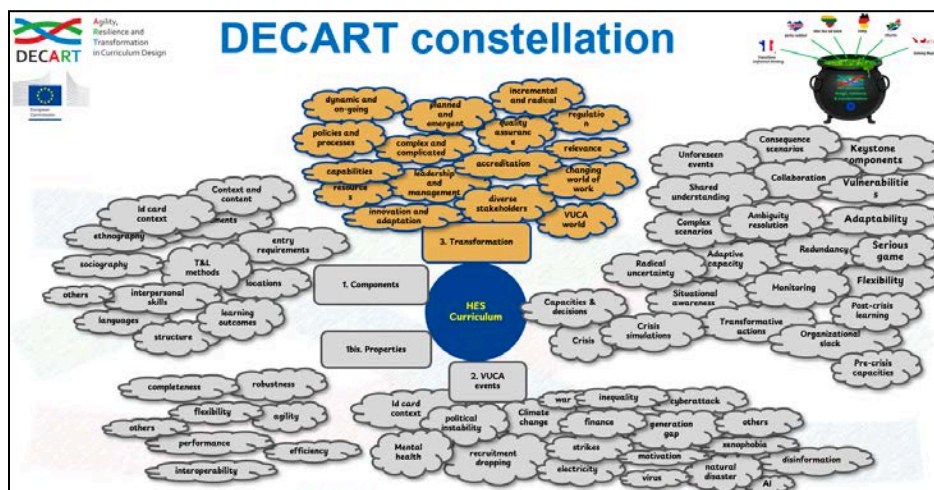 DECART constellation
DECART
Agility,
Resilience and
Transformation
in Curriculum Design
European
Commission
dynamic and
on-going
planned
and
emergent
incremental
and radical
regulatio
n
policies and
processes
complex and
complicated
quality
assuranc
e
relevance
capabilities
resource
s
leadership
and
management
accreditation
changing
world of
work
innovation and
adaptation
diverse
stakeholders
VUCA
world
3. Transformation
Id card
context
Context and
content
ethnography
sociography
T&L
methods
entry
requirements
locations
others
interpersonal
skills
languages
learning
outcomes
structure
1. Components
1bis. Properties
HES
Curriculum
2. VUCA
events
Capacities &
decisions
Unforeseen
events
Consequence
scenarios
Keystone
components
Shared
understanding
Collaboration
Vulnerabilitie
s
Complex
scenarios
Ambiguity
resolution
Adaptability
Radical
uncertainty
Adaptive
capacity
Redundancy
Serious
game
Situational
awareness
Monitoring
Flexibility
Crisis
Crisis
simulations
Transformative
actions
Organizational
slack
Post-crisis
learning
Pre-crisis
capacities
completeness
robustness
flexibility
agility
others
performance
efficiency
interoperability
Id card
context
political
instability
Climate
change
war
inequality
cyberattack
finance
generation
gap
others
Mental
health
recruitment
dropping
strikes
motivation
xenophobia
electricity
virus
natural
disaster
disinformation
AI